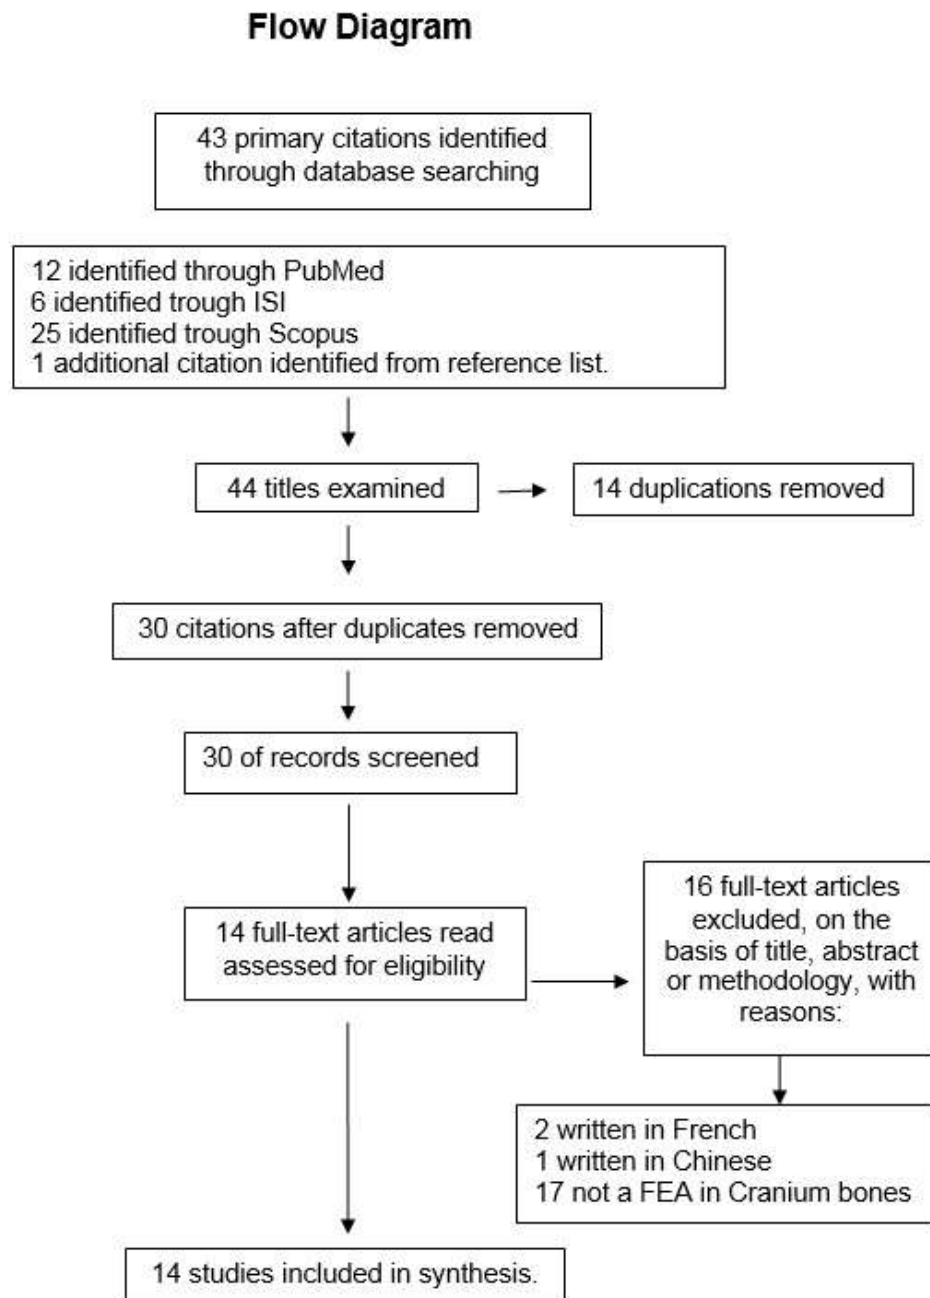 Flow Diagram
43 primary citations identified
through database searching
12 identified through PubMed
6 identified trough ISI
25 identified trough Scopus
1 additional citation identified from reference list.
44 titles examined
14 duplications removed
30 citations after duplicates removed
30 of records screened
14 full-text articles read
assessed for eligibility
16 full-text articles
excluded, on the
basis of title, abstract
or methodology, with
reasons:
2 written in French
1 written in Chinese
17 not a FEA in Cranium bones
14 studies included in synthesis.